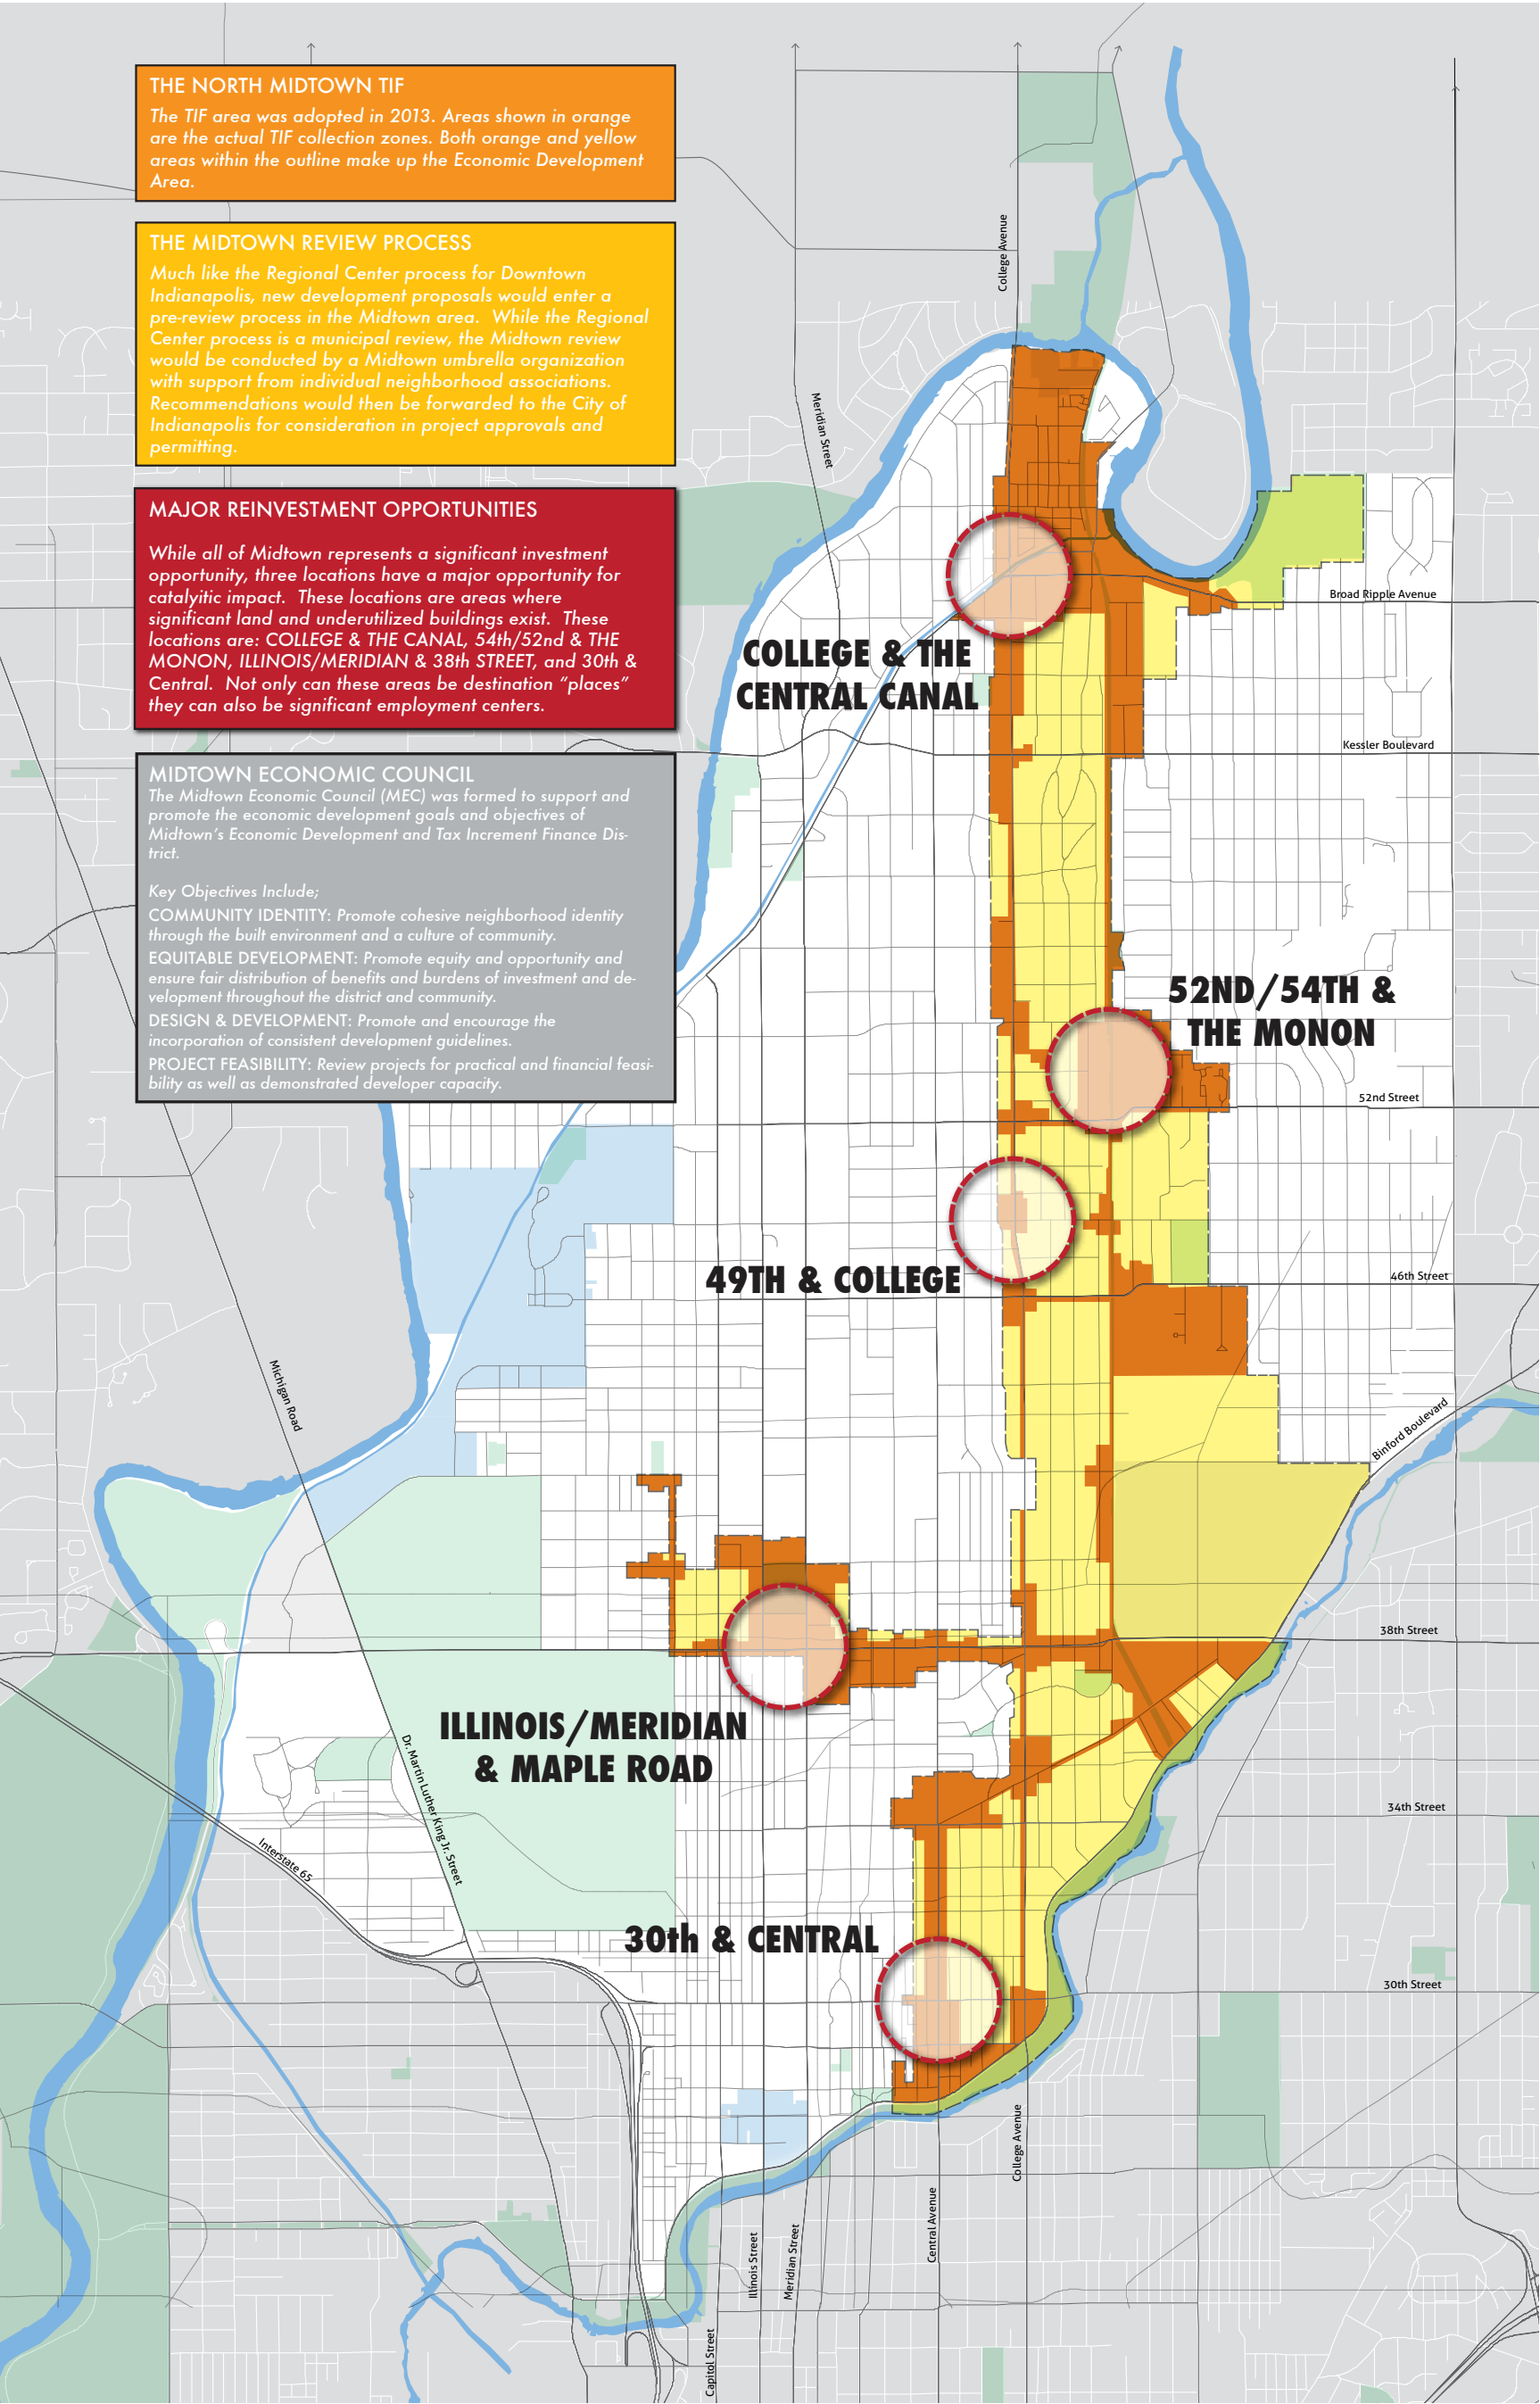 THE NORTH MIDTOWN TIF
The TIF area was adopted in 2013. Areas shown in orange
are the actual TIF collection zones. Both orange and yellow
areas within the outline make up the Economic Development
Area.
THE MIDTOWN REVIEW PROCESS
Much like the Regional Center process for Downtown
Indianapolis, new development proposals would enter a
pre-review process in the Midtown area. While the Regional
Center process is a municipal review, the Midtown review
would be conducted by a Midtown umbrella organization
with support from individual neighborhood associations.
Recommendations would then be forwarded to the City of
Indianapolis for consideration in project approvals and
permitting.
MAJOR REINVESTMENT OPPORTUNITIES
While all of Midtown represents a significant investment
opportunity, three locations have a major opportunity for
catalyitic impact. These locations are areas where
significant land and underutilized buildings exist. These
locations are: COLLEGE & THE CANAL, 54th/52nd & THE
MONON, ILLINOIS/MERIDIAN & 38th STREET, and 30th &
Central. Not only can these areas be destination “places”
they can also be significant employment centers.
MIDTOWN ECONOMIC COUNCIL
The Midtown Economic Council (MEC) was formed to support and
promote the economic development goals and objectives of
Midtown’s Economic Development and Tax Increment Finance Dis-
trict.
Key Objectives Include;
COMMUNITY IDENTITY: Promote cohesive neighborhood identity
through the built environment and a culture of community.
EQUITABLE DEVELOPMENT: Promote equity and opportunity and
ensure fair distribution of benefits and burdens of investment and de-
velopment throughout the district and community.
DESIGN & DEVELOPMENT: Promote and encourage the
incorporation of consistent development guidelines.
PROJECT FEASIBILITY: Review projects for practical and financial feasi-
bility as well as demonstrated developer capacity.
College Avenue
Meridian Street
Broad Ripple Avenue
COLLEGE & THE
CENTRAL CANAL
Kessler Boulevard
52ND/54TH &
THE MONON
52nd Street
49TH & COLLEGE
46th Street
Michigan Road
Binford Boulevard
38th Street
ILLINOIS/MERIDIAN
& MAPLE ROAD
Dr. Martin Luther King Jr. Street
34th Street
Interstate 65
30th & CENTRAL
30th Street
College Avenue
Central Avenue
Illinois Street
Meridian Street
Capitol Street